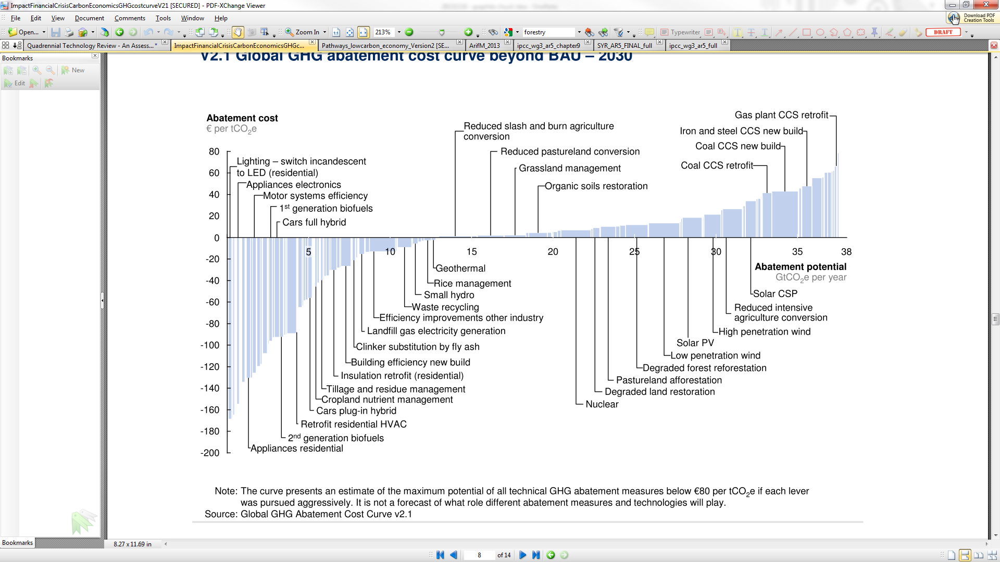 ImpactFinancialCrisisCarbonEconomicsGHGcostcurveV21 [SECURED] - PDF-XChange Viewer
File Edit View Document Comments Tools Window Help
Download PDF
Creation Tools
Open... Zoom In 213% forestry Typewriter DRAFT
Quadrennial Technology Review - An Assess... * ImpactFinancialCrisisCarbonEconomicsGHGc... Pathways_lowcarbon_economy_Version2 [SE... ArifM_2013 ipcc_wg3_ar5_chapter9 SYR_AR5_FINAL_full ipcc_wg3_ar5_full
Bookmarks
New
Edit
V2.1 Global GHG abatement cost curve beyond BAU – 2030
Abatement cost
€ per tCO2e
80
60
40
20
0
-20
-40
-60
-80
-100
-120
-140
-160
-180
-200
Lighting – switch incandescent
to LED (residential)
Appliances electronics
Motor systems efficiency
1st generation biofuels
Cars full hybrid
Reduced slash and burn agriculture
conversion
Reduced pastureland conversion
Grassland management
Organic soils restoration
Gas plant CCS retrofit
Iron and steel CCS new build
Coal CCS new build
Coal CCS retrofit
5 10 15 20 25 30 35 38
Abatement potential
GtCO2e per year
Geothermal
Rice management
Small hydro
Waste recycling
Efficiency improvements other industry
Landfill gas electricity generation
Clinker substitution by fly ash
Building efficiency new build
Insulation retrofit (residential)
Tillage and residue management
Cropland nutrient management
Cars plug-in hybrid
Retrofit residential HVAC
2nd generation biofuels
Appliances residential
Solar CSP
Reduced intensive
agriculture conversion
High penetration wind
Solar PV
Low penetration wind
Degraded forest reforestation
Pastureland afforestation
Degraded land restoration
Nuclear
Note: The curve presents an estimate of the maximum potential of all technical GHG abatement measures below €80 per tCO2e if each lever
was pursued aggressively. It is not a forecast of what role different abatement measures and technologies will play.
Source: Global GHG Abatement Cost Curve v2.1
Bookmarks
8.27 x 11.69 in
8 of 14